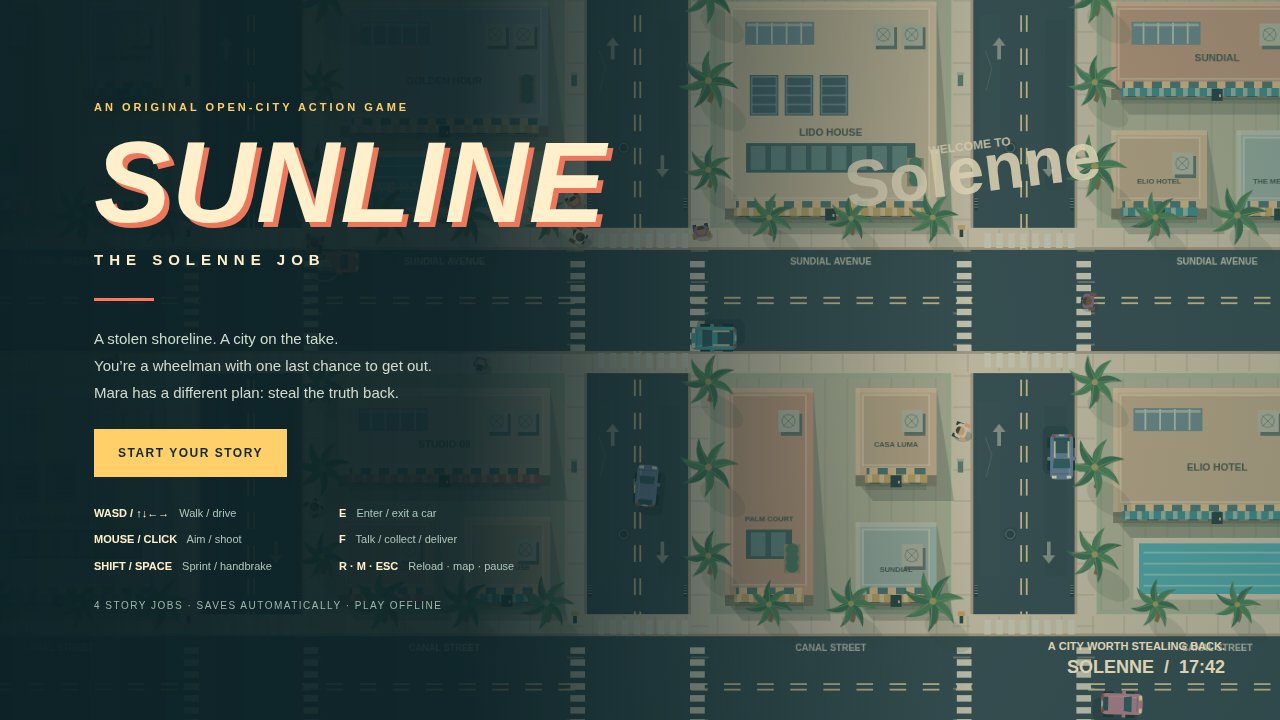 AN ORIGINAL OPEN-CITY ACTION GAME
SUNLINE
THE SOLENNE JOB
A stolen shoreline. A city on the take.
You’re a wheelman with one last chance to get out.
Mara has a different plan: steal the truth back.
START YOUR STORY
WASD / ↑↓←→ Walk / drive
E Enter / exit a car
MOUSE / CLICK Aim / shoot
F Talk / collect / deliver
SHIFT / SPACE Sprint / handbrake
R · M · ESC Reload · map · pause
4 STORY JOBS · SAVES AUTOMATICALLY · PLAY OFFLINE
WELCOME TO
Solenne
GOLDEN HOUR
LIDO HOUSE
SUNDIAL
ELIO HOTEL
SUNDIAL AVENUE
SUNDIAL AVENUE
SUNDIAL AVENUE
STUDIO 69
CASA LUMA
ELIO HOTEL
PALM COURT
SUNDIAL
CANAL STREET
CANAL STREET
CANAL STREET
A CITY WORTH STEALING BACK.
SOLENNE / 17:42